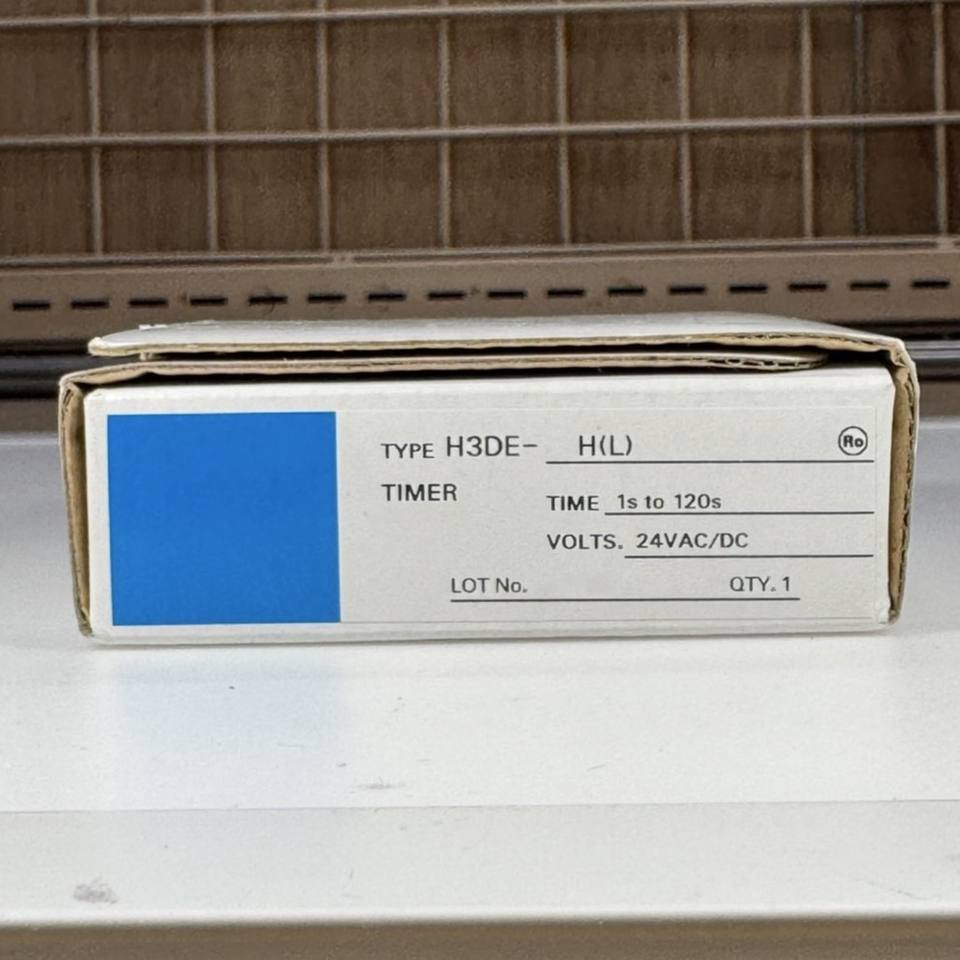 TYPE H3DE- H(L) Ro
TIMER
TIME 1s to 120s
VOLTS. 24VAC/DC
LOT No. QTY. 1